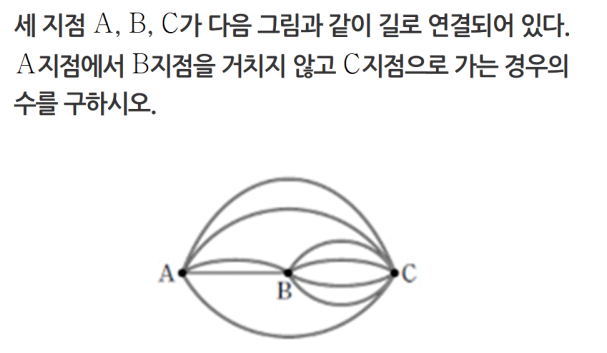 세 지점 A, B, C가 다음 그림과 같이 길로 연결되어 있다.
A지점에서 B지점을 거치지 않고 C지점으로 가는 경우의
수를 구하시오.
A
B
C